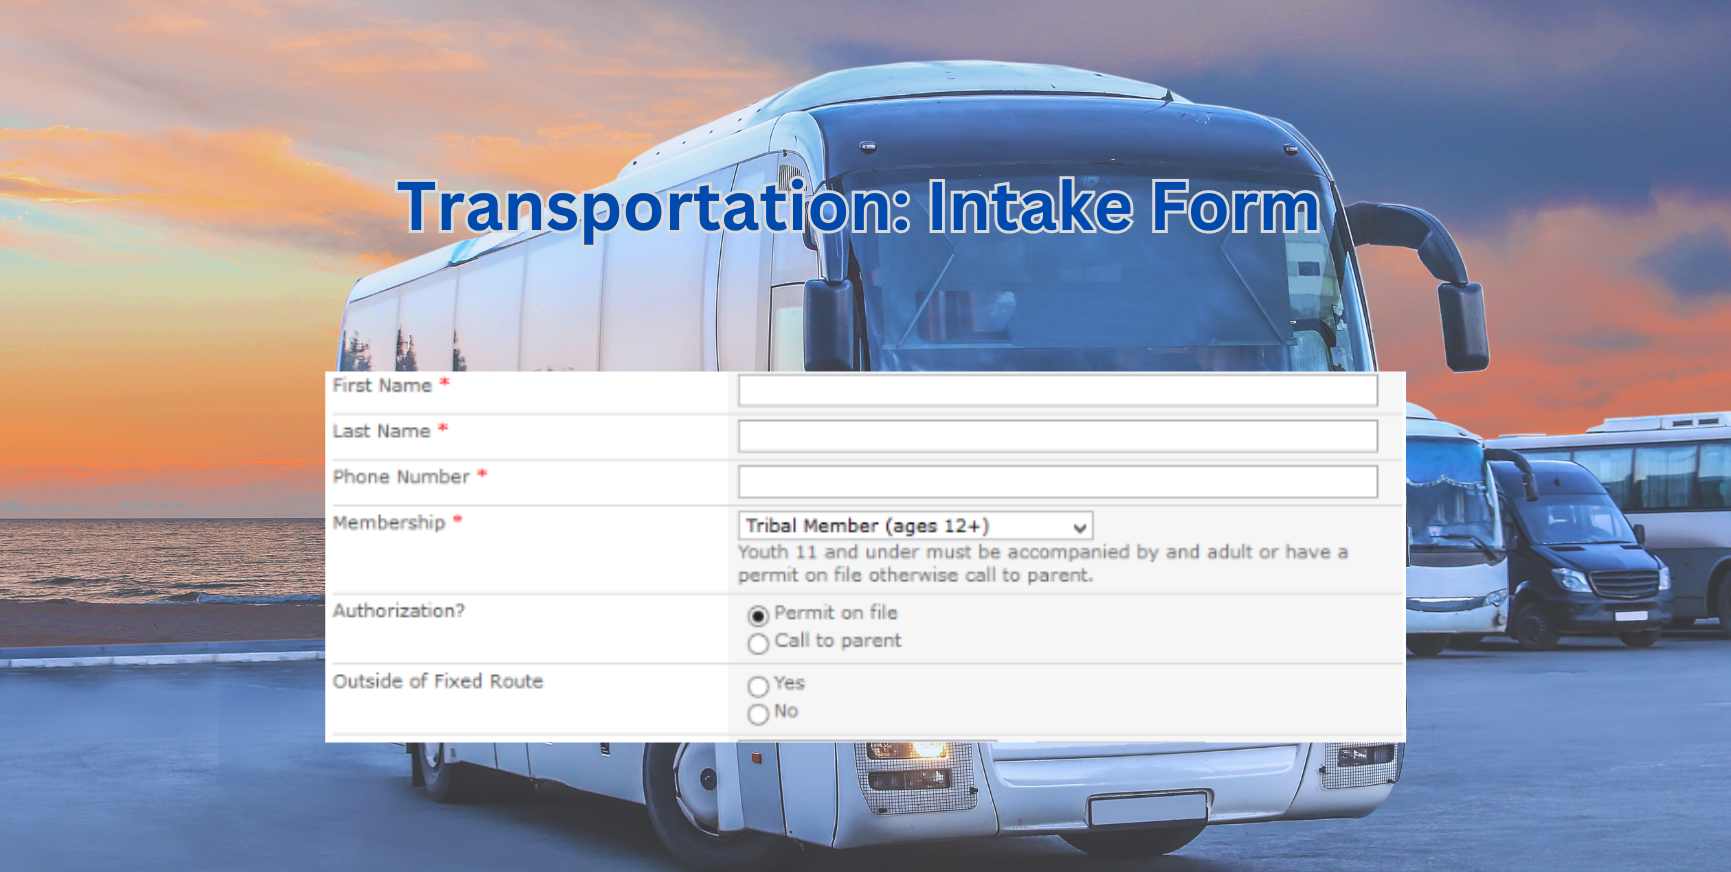 Transportation: Intake Form
First Name *
Last Name *
Phone Number *
Membership *
Tribal Member (ages 12+)
Youth 11 and under must be accompanied by and adult or have a
permit on file otherwise call to parent.
Authorization?
Permit on file
Call to parent
Outside of Fixed Route
Yes
No